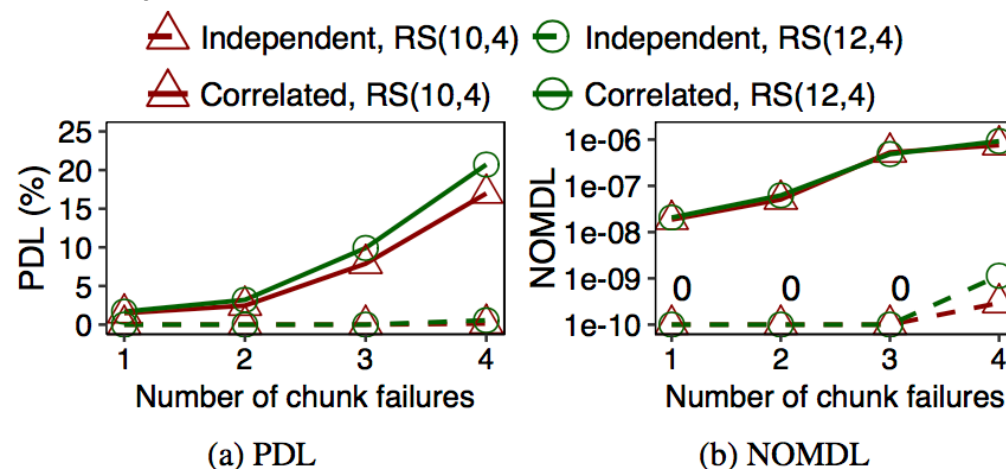 Independent, RS(10,4) Independent, RS(12,4)
Correlated, RS(10,4) Correlated, RS(12,4)
PDL (%)
25
20
15
10
5
0
1 2 3 4
Number of chunk failures
(a) PDL
NOMDL
1e-06
1e-07
1e-08
1e-09
1e-10
0 0 0
1 2 3 4
Number of chunk failures
(b) NOMDL